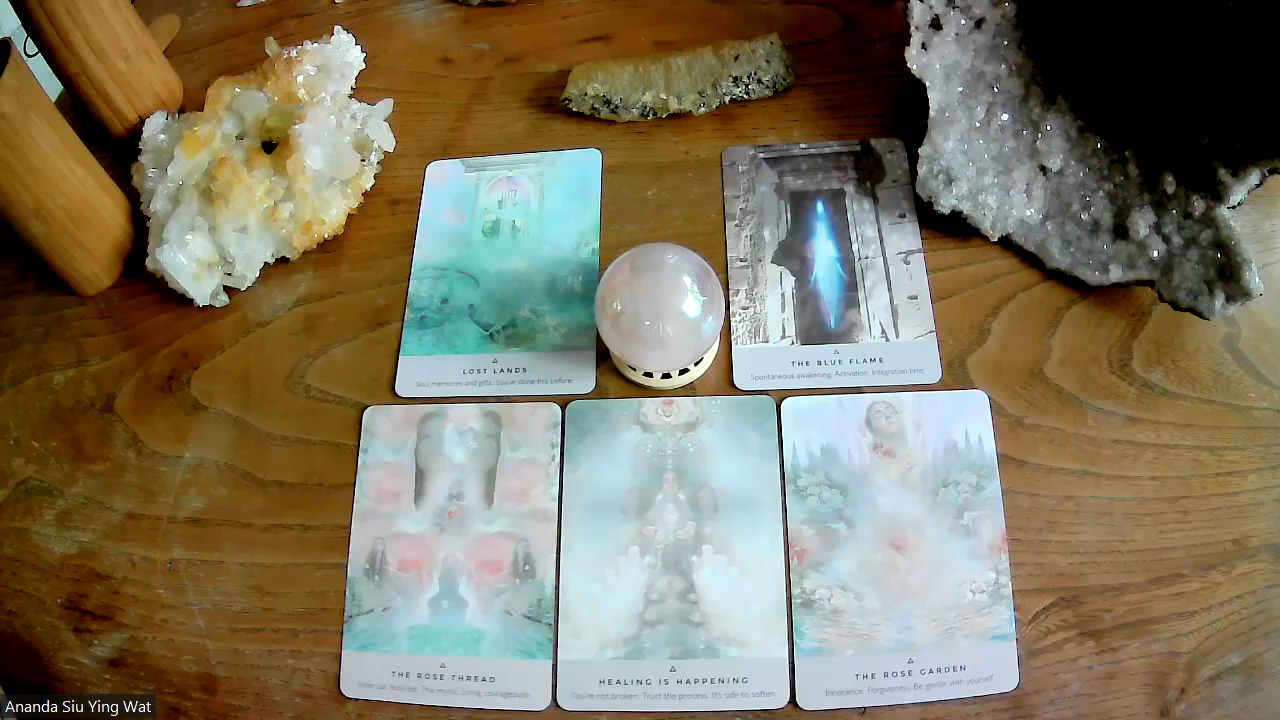 LOST LANDS
Soul memories and gifts. You've done this before.
THE BLUE FLAME
Spontaneous awakening. Activation. Integration time
THE ROSE THREAD
The mystic. Living courageously
HEALING IS HAPPENING
You're not broken. Trust the process. It's safe to soften.
THE ROSE GARDEN
Innocence. Forgiveness. Be gentle with yourself.
Ananda Siu Ying Wat